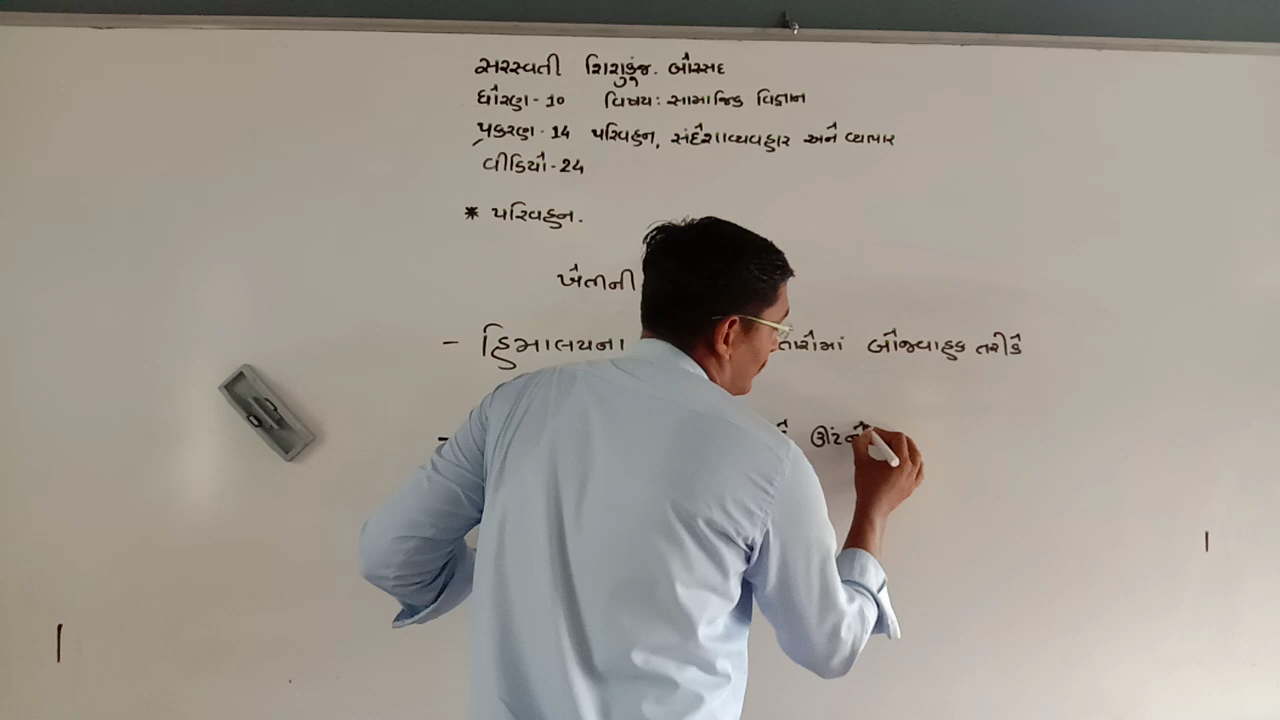 સરસ્વતી શિશુકુંજ. બોરસદ
ધોરણ - 10 વિષય: સામાજિક વિજ્ઞાન
પ્રકરણ - 14 પરિવહન, સંદેશાવ્યવહાર અને વ્યાપાર
વીડિયો - 24
* પરિવહન.
ખેતીની
- હિમાલયના તારોમાં બોજવાહક તરીકે
- ઊંટનો